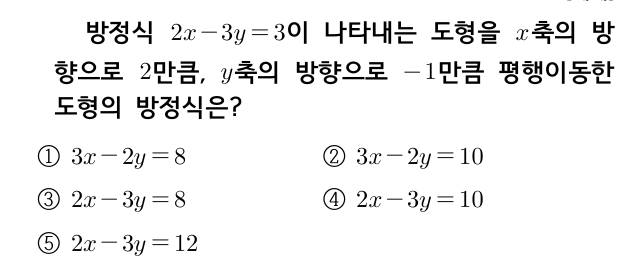 방정식 2x-3y=3이 나타내는 도형을 x축의 방
향으로 2만큼, y축의 방향으로 -1만큼 평행이동한
도형의 방정식은?
① 3x-2y=8 ② 3x-2y=10
③ 2x-3y=8 ④ 2x-3y=10
⑤ 2x-3y=12